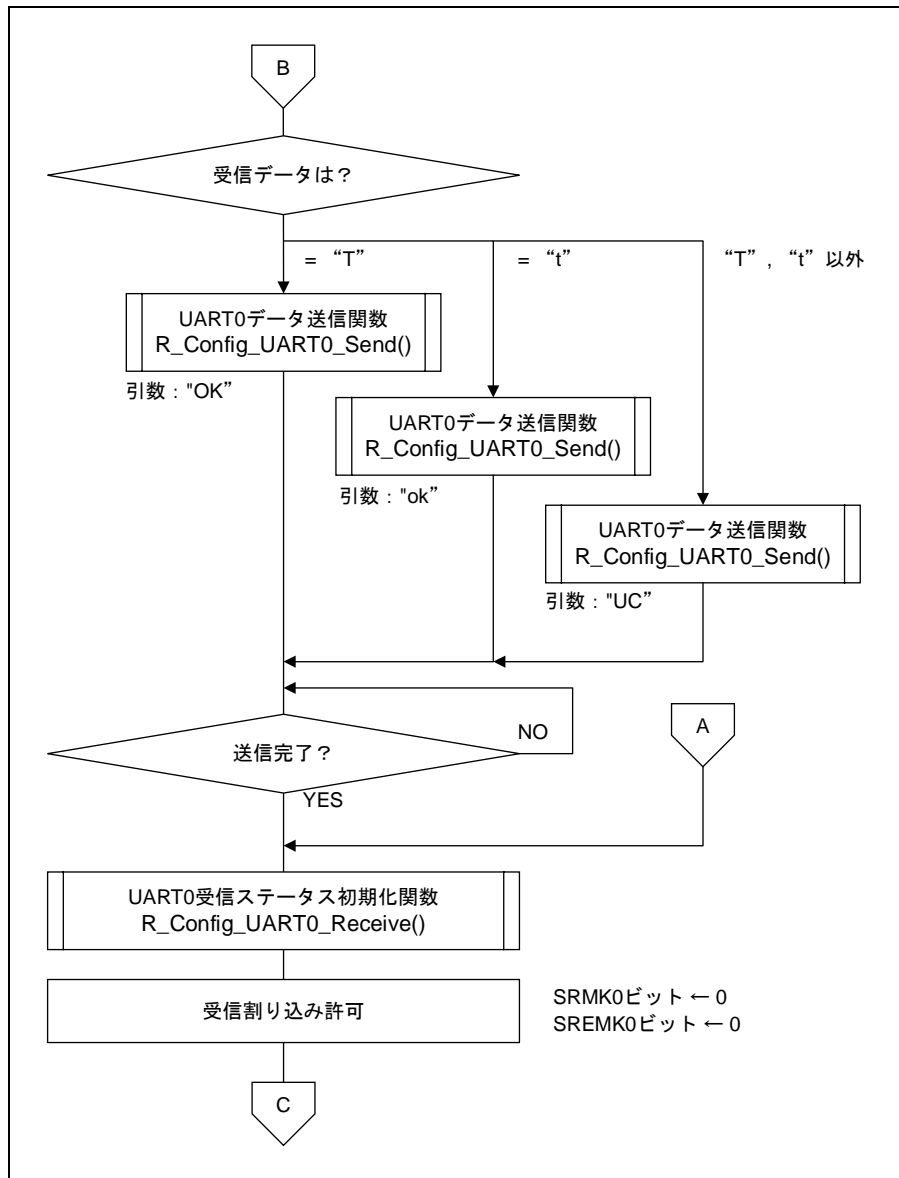 B
受信データは？
= “T”
= “t”
“T”，“t”以外
UART0データ送信関数
R_Config_UART0_Send()
引数："OK”
UART0データ送信関数
R_Config_UART0_Send()
引数："ok”
UART0データ送信関数
R_Config_UART0_Send()
引数："UC”
A
NO
送信完了？
YES
UART0受信ステータス初期化関数
R_Config_UART0_Receive()
受信割り込み許可
SRMK0ビット ← 0
SREMK0ビット ← 0
C